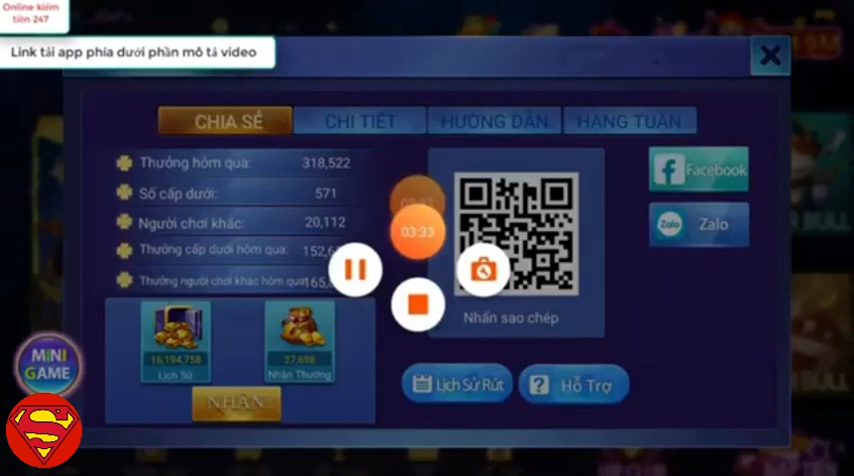 Online kiếm
tiền 247
Link tải app phía dưới phần mô tả video
CHIA SẺ
CHI TIẾT
HƯỚNG DẪN
HẠNG TUẦN
Thưởng hôm qua: 318,522
Số cấp dưới: 571
Người chơi khác: 20,112
Thưởng cấp dưới hôm qua: 
Thưởng người chơi khác hôm qua:
03:33
Facebook
Zalo
Zalo
Nhấn sao chép
16,194,758
Lịch Sử
27,698
Nhận Thưởng
NHẬN
Lịch Sử Rút
Hỗ Trợ
MINI
GAME
BULL
BULL